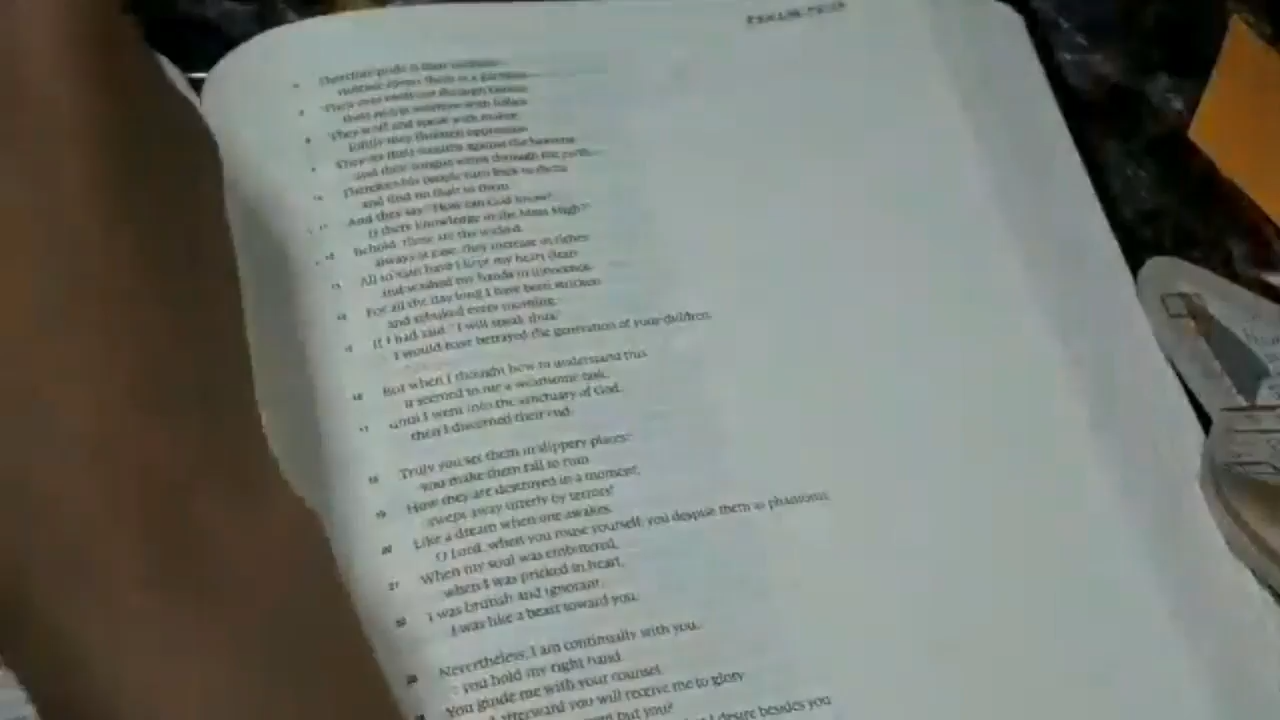 Therefore pride is their
them as a garment
Their eyes swell out through fatness
their hearts overflow with follies
They scoff and speak with malice
loftily they threaten oppression
They set their mouths against the heavens
and their tongue struts through the earth
Therefore his people turn back to them
and find no fault in them
And they say "How can God know?
Is there knowledge in the Most High?"
Behold, these are the wicked,
always at ease, they increase in riches
All in vain have I kept my heart clean
and washed my hands in innocence
For all the day long I have been stricken
and rebuked every morning.
If I had said, "I will speak thus,"
I would have betrayed the generation of your children.
But when I thought how to understand this
it seemed to me a wearisome task,
until I went into the sanctuary of God,
then I discerned their end.
18 Truly you set them in slippery places;
you make them fall to ruin
19 How they are destroyed in a moment,
swept away utterly by terrors!
20 Like a dream when one awakes,
O Lord, when you rouse yourself, you despise them as phantoms.
21 When my soul was embittered,
when I was pricked in heart,
22 I was brutish and ignorant,
I was like a beast toward you.
23 Nevertheless, I am continually with you,
you hold my right hand
You guide me with your counsel,
afterward you will receive me to glory
but you?
I desire besides you